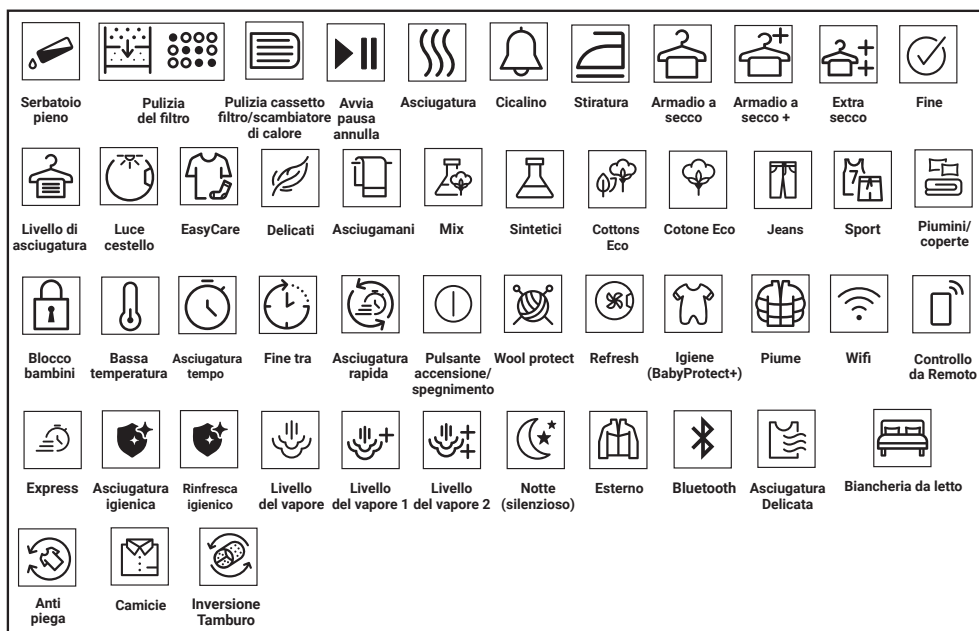 Serbatoio
pieno
Pulizia
del filtro
Pulizia cassetto
filtro/scambiatore
di calore
Avvia
pausa
annulla
Asciugatura
Cicalino
Stiratura
Armadio a
secco
Armadio a
secco +
Extra
secco
Fine
Livello di
asciugatura
Luce
cestello
EasyCare
Delicati
Asciugamani
Mix
Sintetici
Cottons
Eco
Cotone Eco
Jeans
7
Sport
Piumini/
coperte
Blocco
bambini
Bassa
temperatura
Asciugatura
tempo
Fine tra
Asciugatura
rapida
Pulsante
accensione/
spegnimento
Wool protect
Refresh
Igiene
(BabyProtect+)
Piume
Wifi
Controllo
da Remoto
Express
Asciugatura
igienica
Rinfresca
igienico
Livello
del vapore
Livello
del vapore 1
Livello
del vapore 2
Notte
(silenzioso)
Esterno
Bluetooth
Asciugatura
Delicata
Biancheria da letto
Anti
piega
Camicie
Inversione
Tamburo